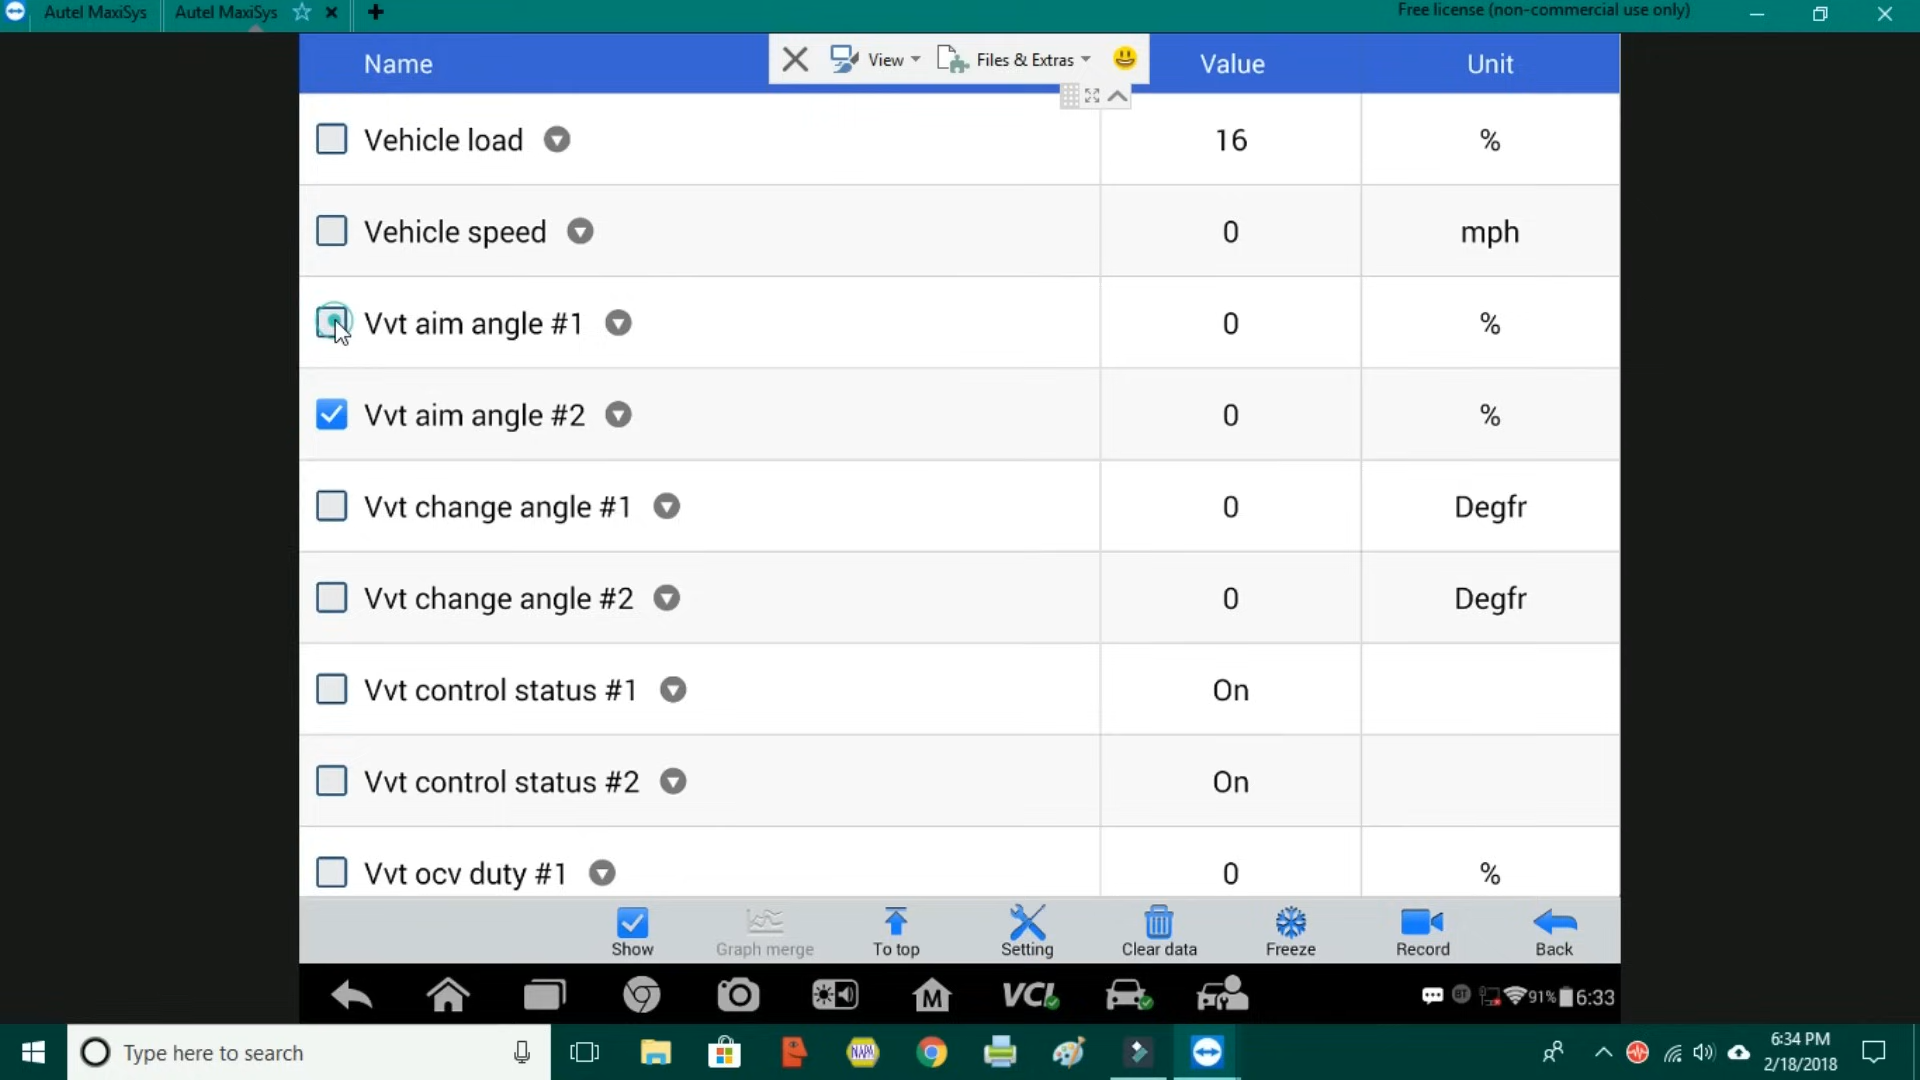 Autel MaxiSys Autel MaxiSys Free license (non-commercial use only)
Name View Files & Extras Value Unit
Vehicle load 16 %
Vehicle speed 0 mph
Vvt aim angle #1 0 %
Vvt aim angle #2 0 %
Vvt change angle #1 0 Degfr
Vvt change angle #2 0 Degfr
Vvt control status #1 On
Vvt control status #2 On
Vvt ocv duty #1 0 %
Show Graph merge To top Setting Clear data Freeze Record Back
M VCI BT 91% 6:33
Type here to search NAPA 6:34 PM
2/18/2018